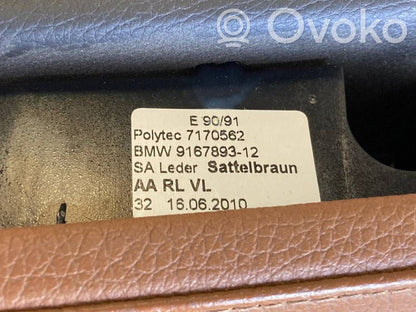 Ovoko
E 90/91
Polytec 7170562
BMW 9167893-12
SA Leder Sattelbraun
AA RL VL
32 16.06.2010